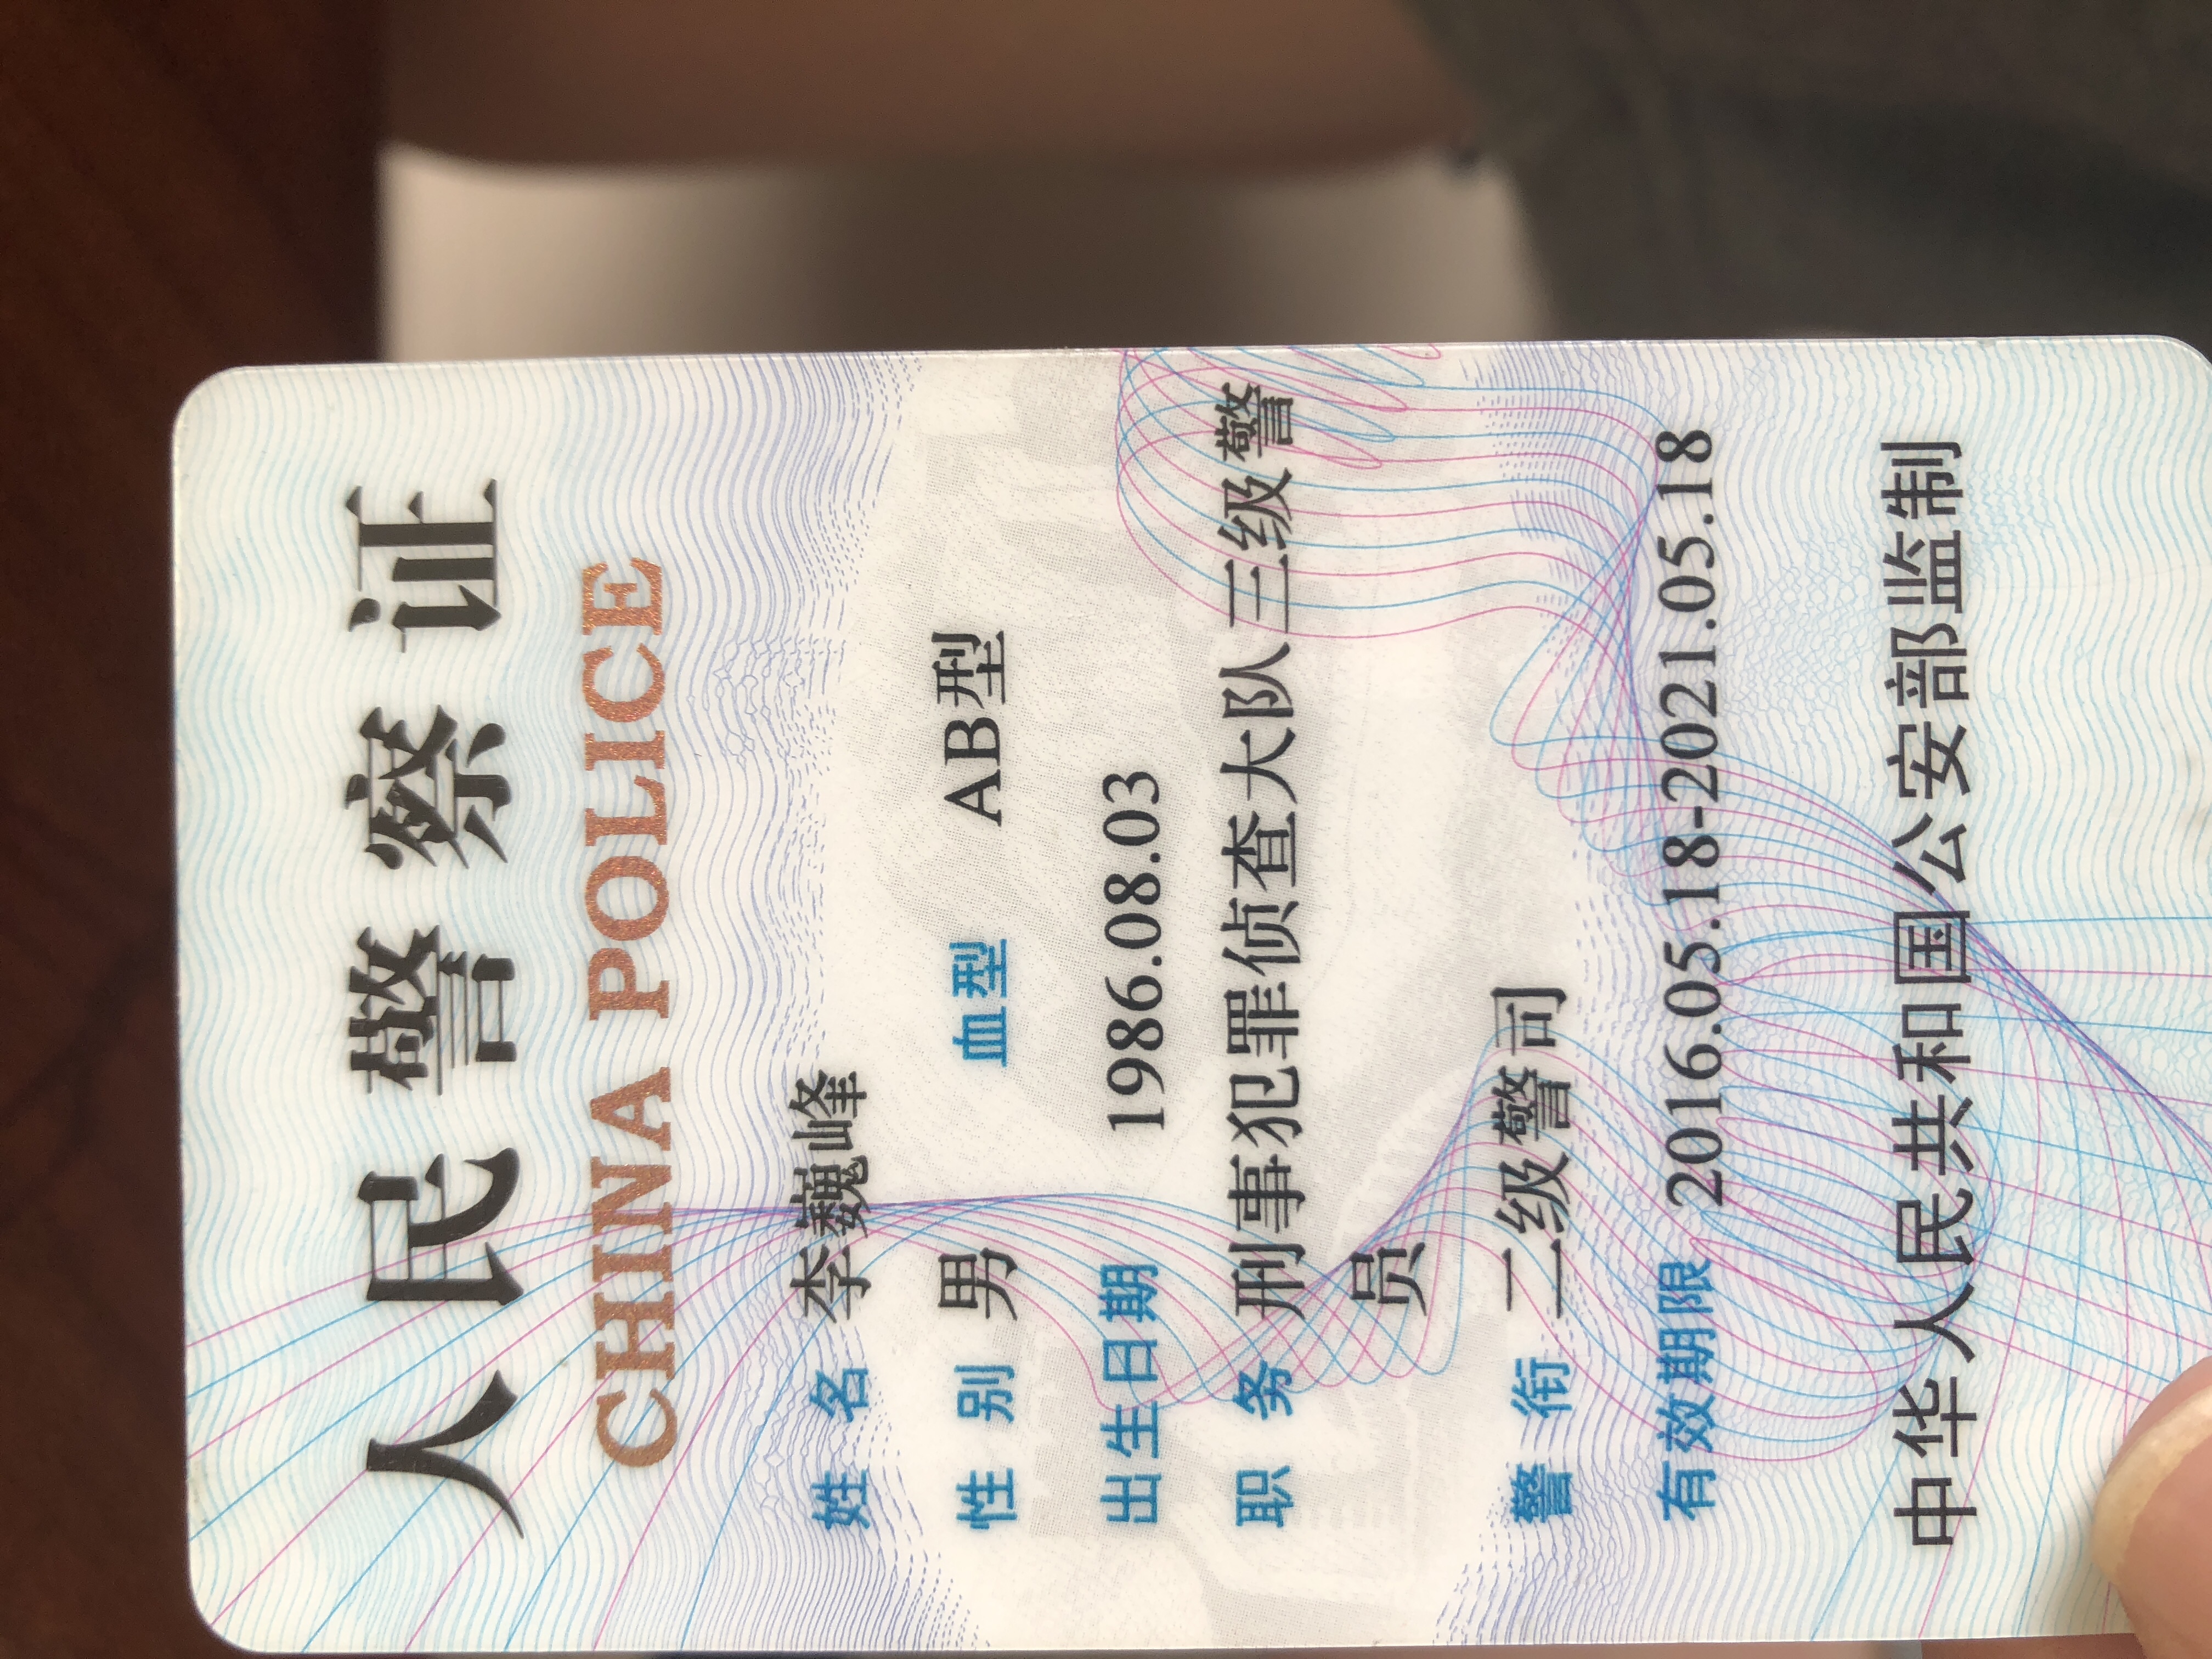 人民警察证
CHINA POLICE
姓 名 李巍峰
性 别 男 血型 AB型
出生日期 1986.08.03
职 务 刑事犯罪侦查大队三级警
员
警 衔 二级警司
有效期限 2016.05.18-2021.05.18
中华人民共和国公安部监制